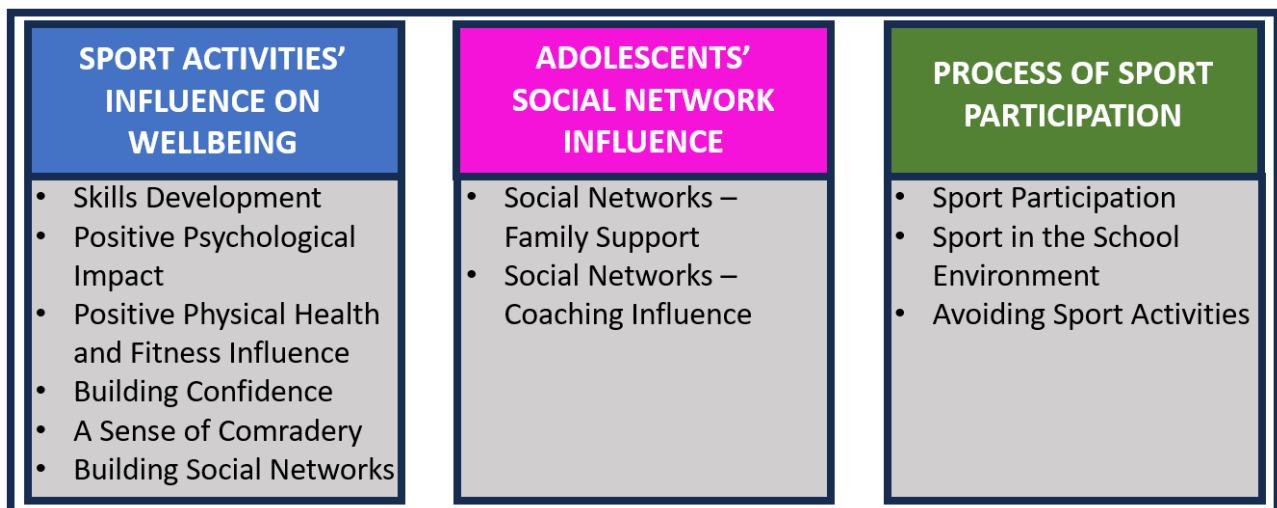 SPORT ACTIVITIES'
INFLUENCE ON
WELLBEING
• Skills Development
• Positive Psychological
Impact
• Positive Physical Health
and Fitness Influence
• Building Confidence
• A Sense of Comradery
• Building Social Networks
ADOLESCENTS'
SOCIAL NETWORK
INFLUENCE
• Social Networks –
Family Support
• Social Networks –
Coaching Influence
PROCESS OF SPORT
PARTICIPATION
• Sport Participation
• Sport in the School
Environment
• Avoiding Sport Activities